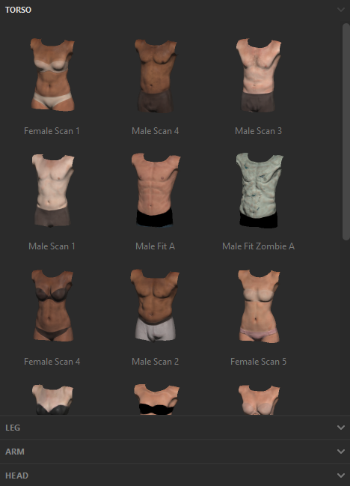 TORSO
Female Scan 1
Male Scan 4
Male Scan 3
Male Scan 1
Male Fit A
Male Fit Zombie A
Female Scan 4
Male Scan 2
Female Scan 5
LEG
ARM
HEAD